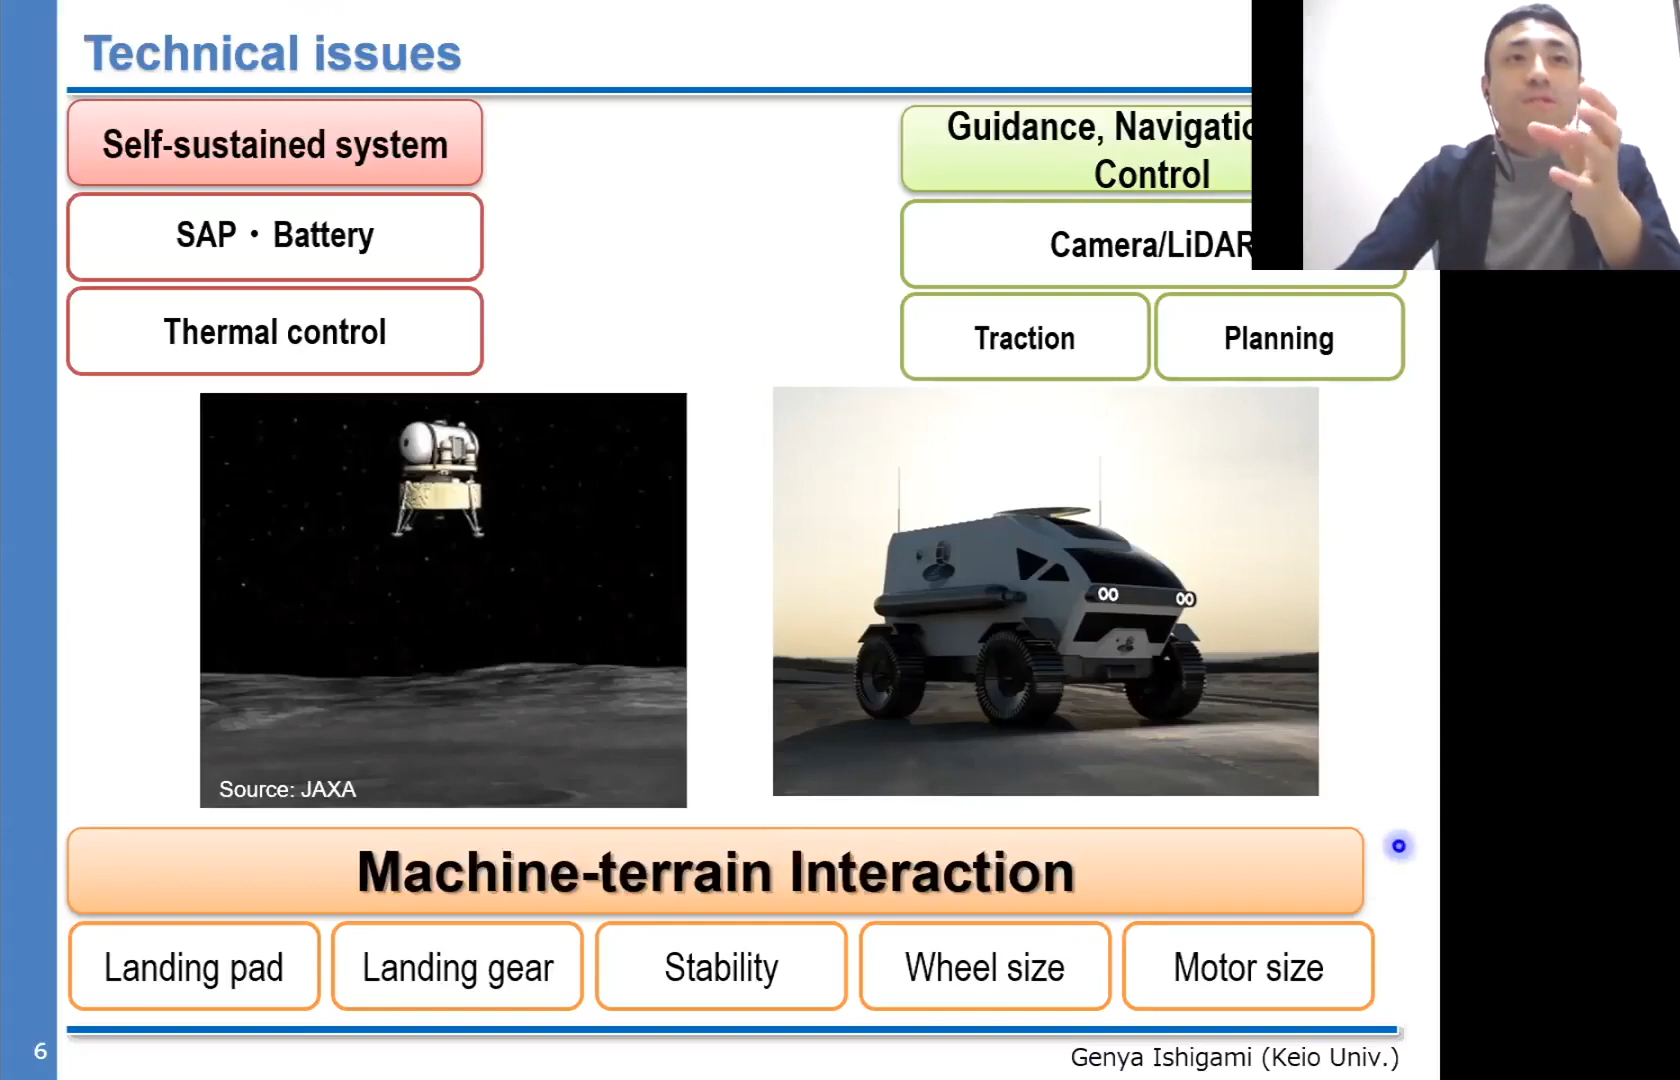 Technical issues
Self-sustained system
SAP・Battery
Thermal control
Guidance,
Control
Camera/LiDAR
Traction
Planning
Source: JAXA
Machine-terrain Interaction
Landing pad
Landing gear
Stability
Wheel size
Motor size
6
Genya Ishigami (Keio Univ.)